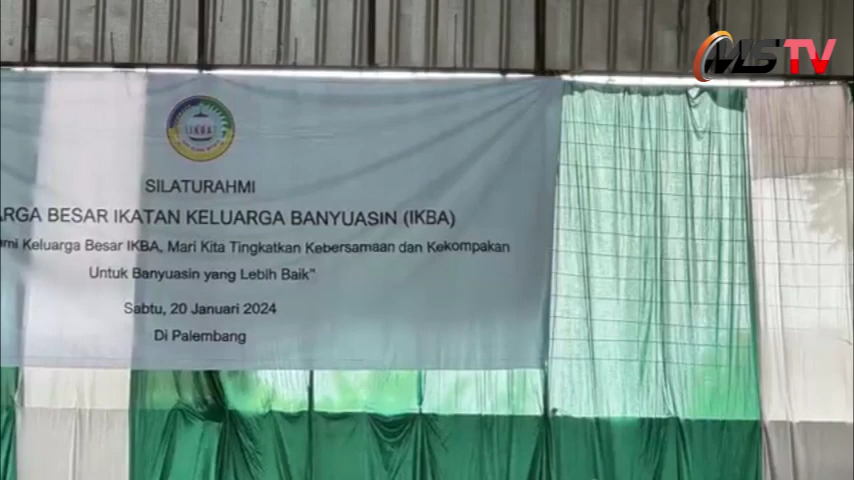 MSTV
IKBA
SILATURAHMI
ARGA BESAR IKATAN KELUARGA BANYUASIN (IKBA)
mi Keluarga Besar IKBA, Mari Kita Tingkatkan Kebersamaan dan Kekompakan
Untuk Banyuasin yang Lebih Baik"
Sabtu, 20 Januari 2024
Di Palembang